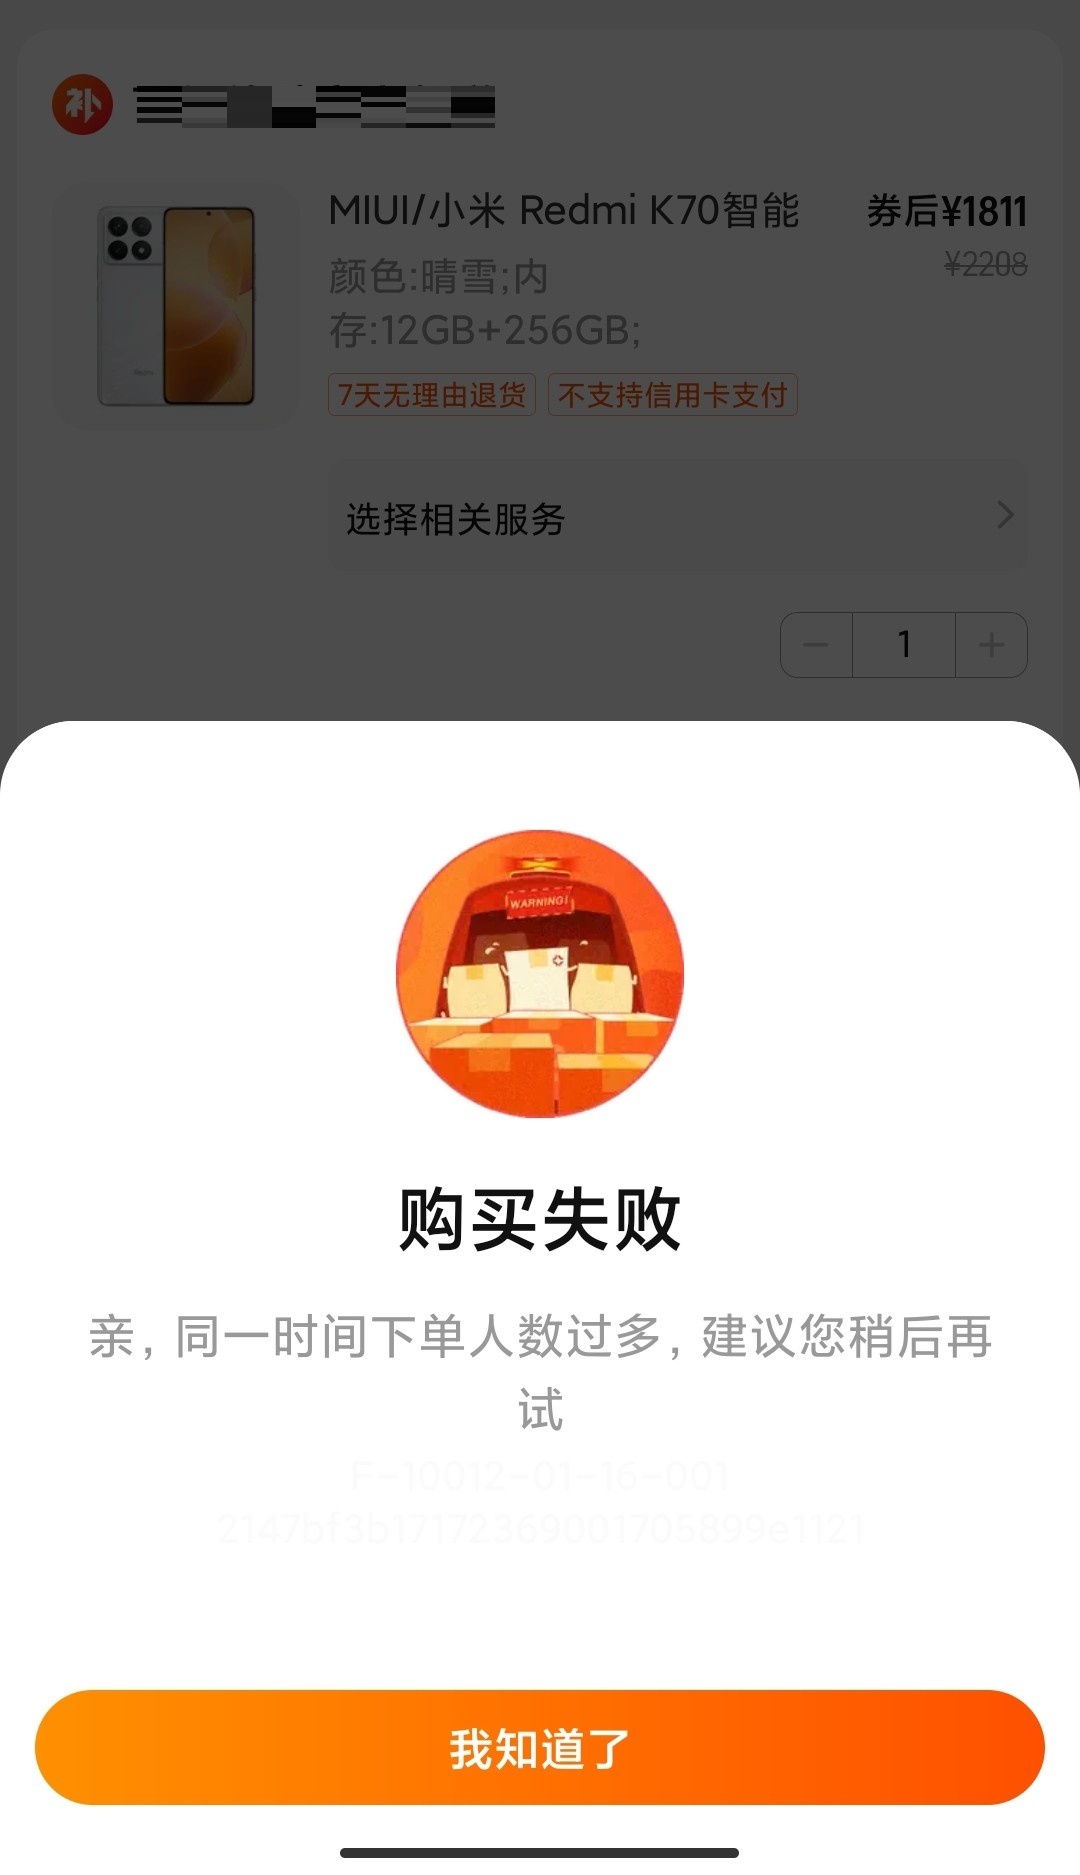 补
MIUI/小米 Redmi K70智能
券后¥1811
¥2208
颜色:晴雪;内
存:12GB+256GB;
7天无理由退货
不支持信用卡支付
选择相关服务
1
WARNING!
购买失败
亲，同一时间下单人数过多，建议您稍后再
试
F-10012-01-16-001
2147bf3b17172369001705899e1121
我知道了